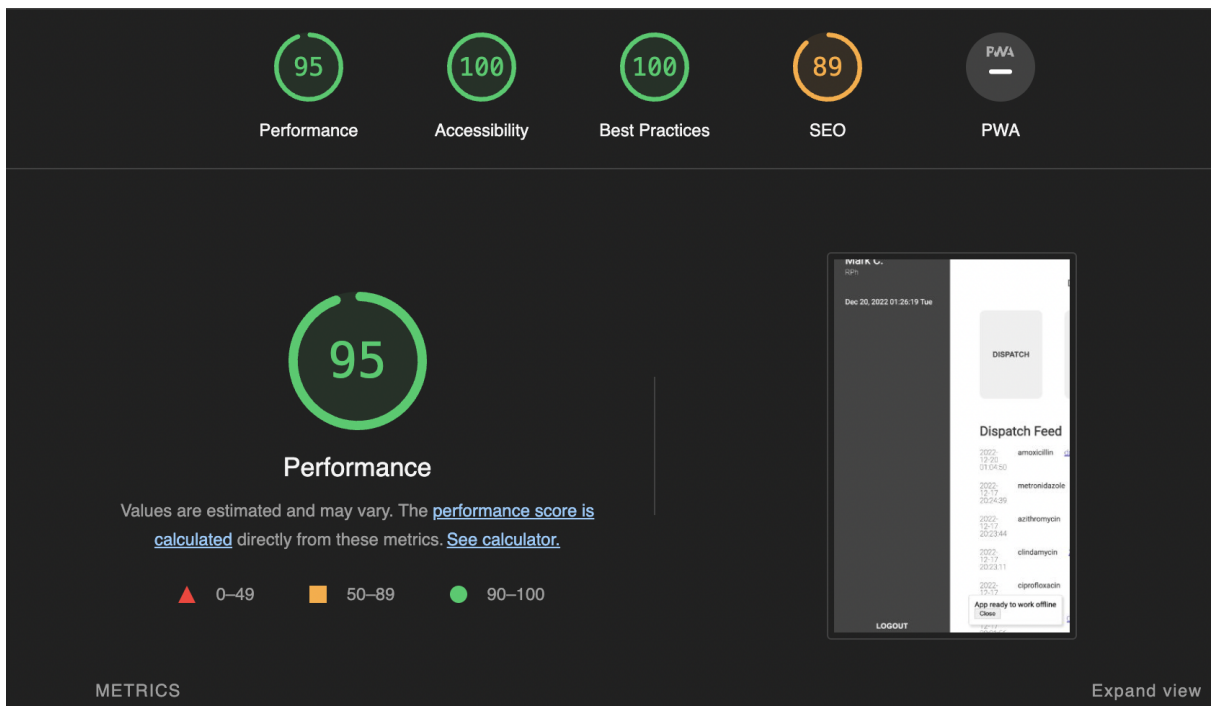 95
100
100
89
PWA
Performance
Accessibility
Best Practices
SEO
PWA
95
Performance
Values are estimated and may vary. The performance score is
calculated directly from these metrics. See calculator.
0–49
50–89
90–100
Mark C.
RPh
Dec 20, 2022 01:26:19 Tue
DISPATCH
Dispatch Feed
2022-
12-20
01:04:50
amoxicillin
2022-
12-17
20:24:39
metronidazole
2022-
12-17
20:23:44
azithromycin
2022-
12-17
20:23:11
clindamycin
2022-
12-17
ciprofloxacin
App ready to work offline
Close
12-17
LOGOUT
METRICS
Expand view